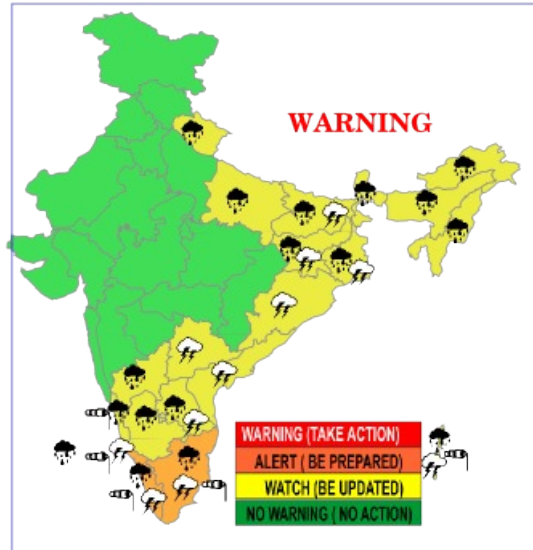 WARNING
WARNING (TAKE ACTION)
ALERT ( BE PREPARED)
WATCH (BE UPDATED)
NO WARNING ( NO ACTION)